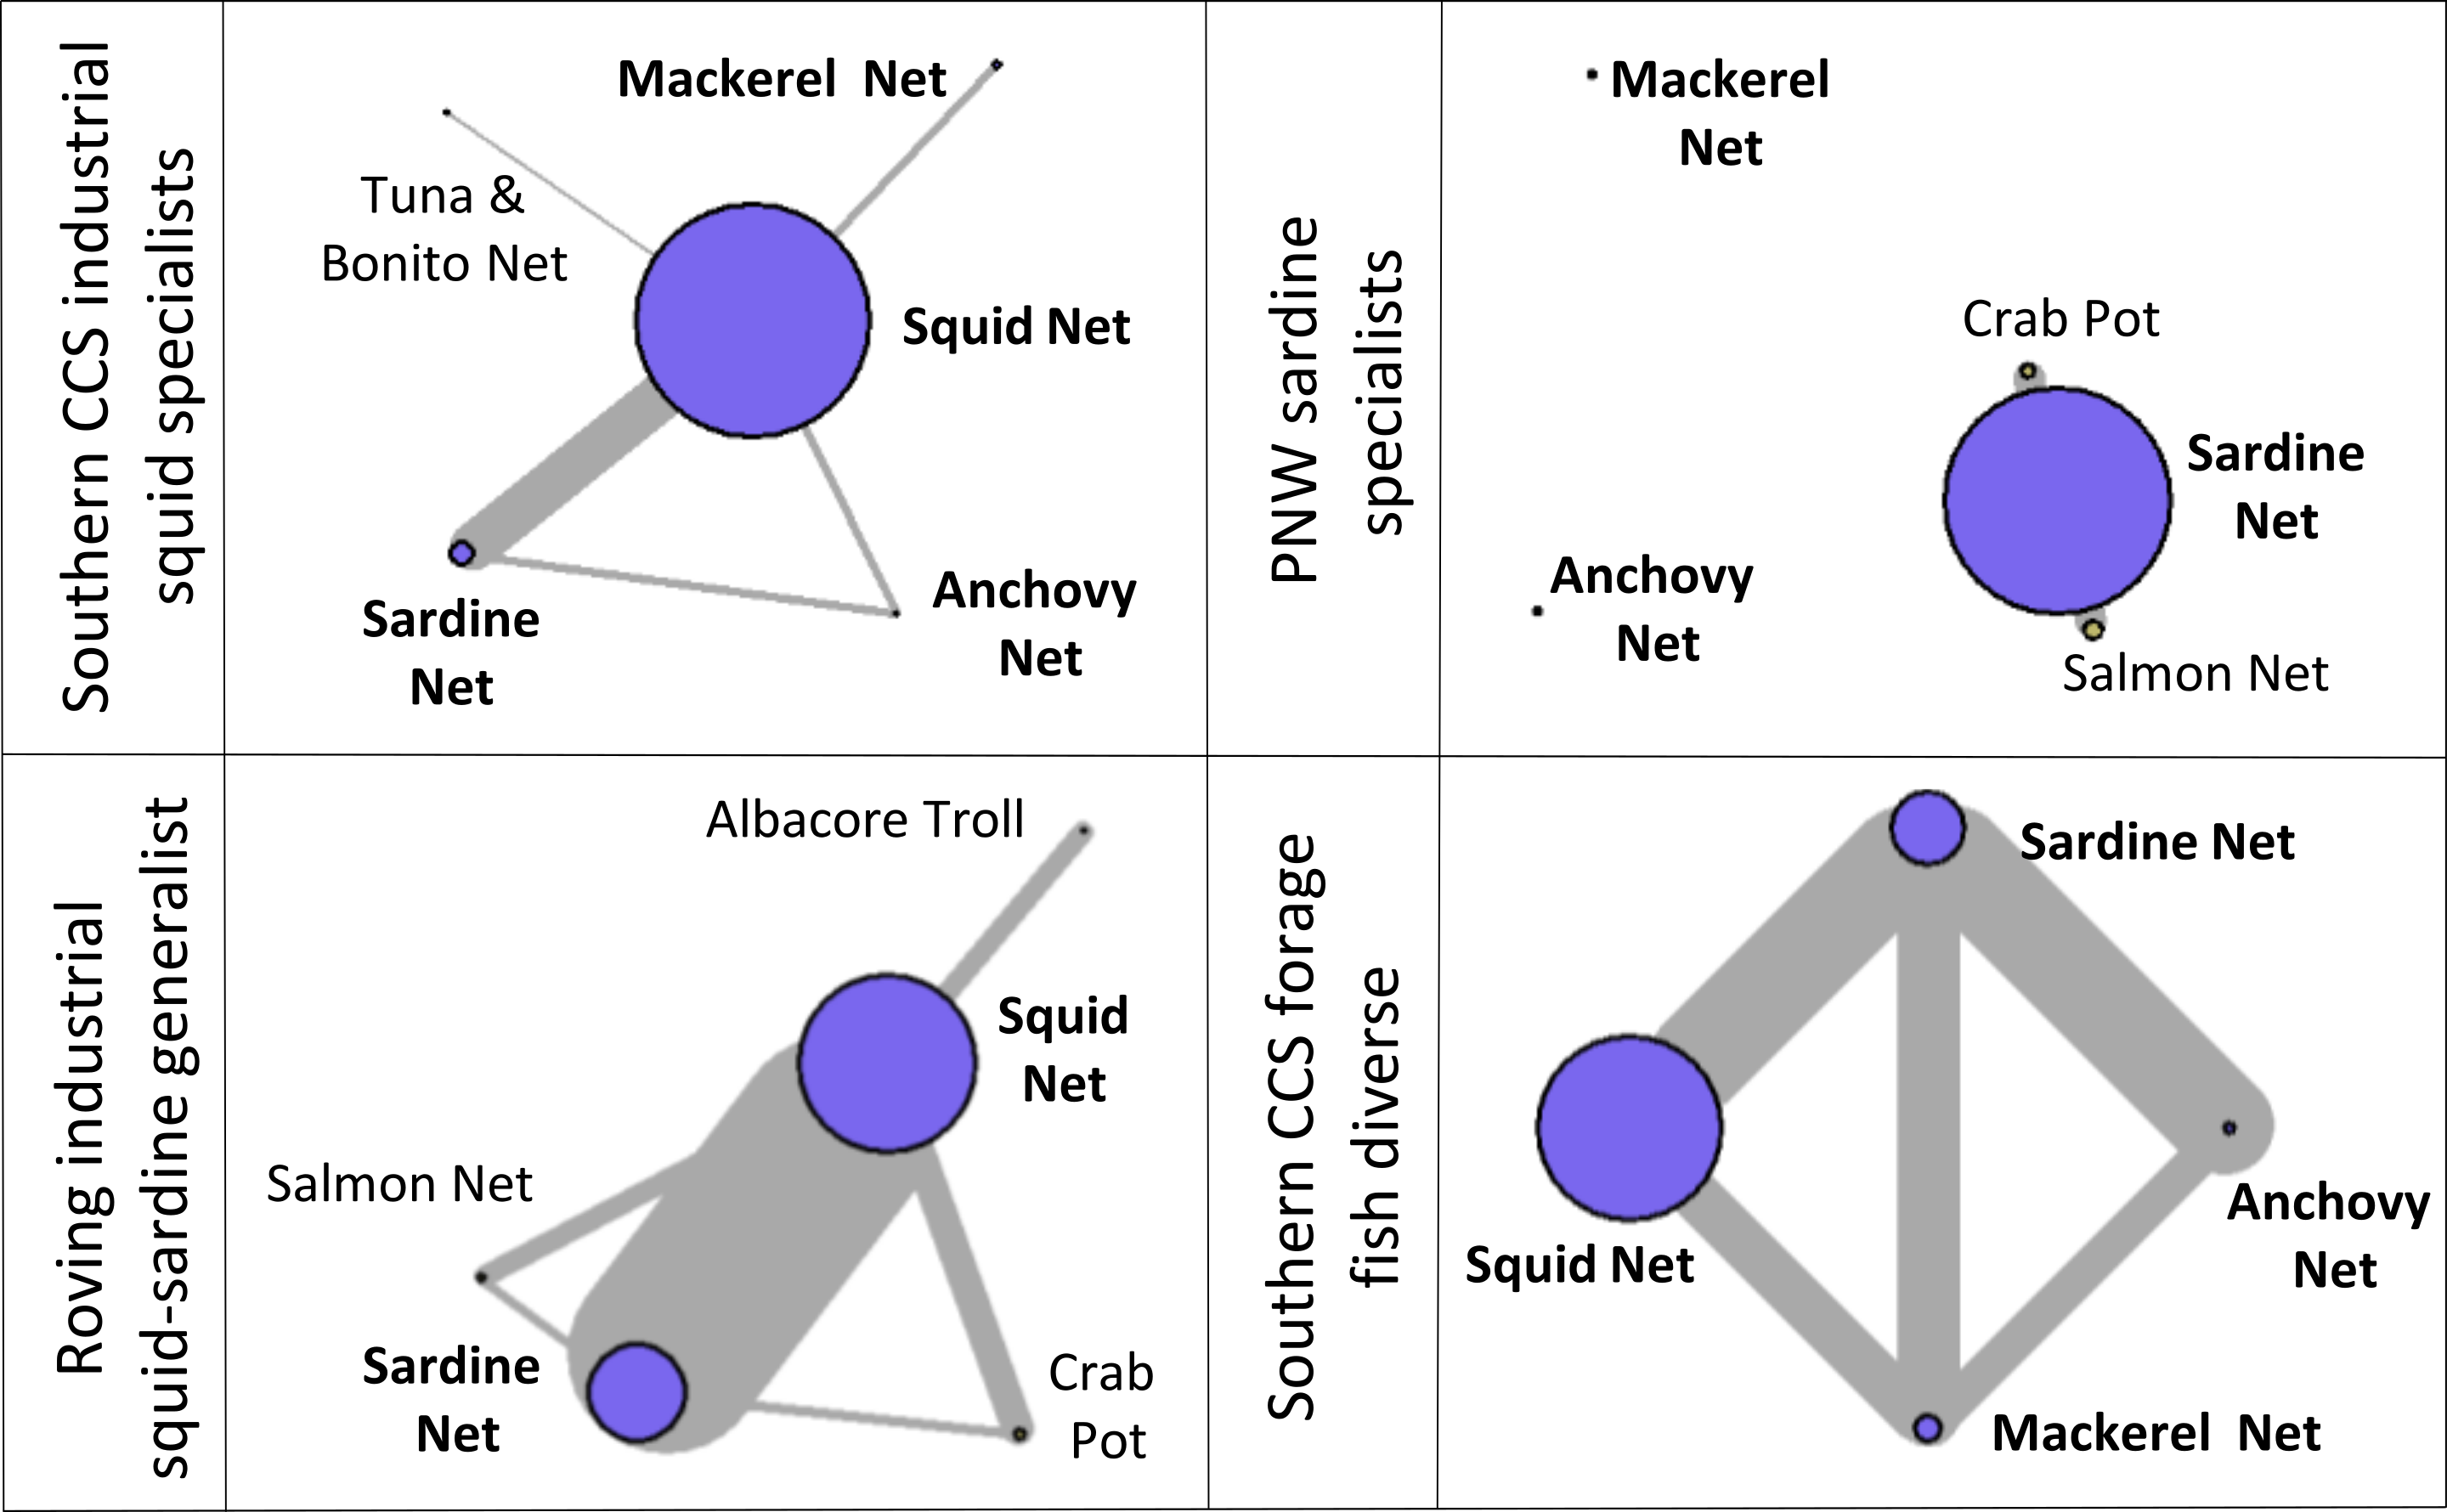 Southern CCS industrial
squid specialists
Mackerel Net
Tuna &
Bonito Net
Squid Net
Sardine
Net
Anchovy
Net
PNW sardine
specialists
Mackerel
Net
Crab Pot
Sardine
Net
Anchovy
Net
Salmon Net
Roving industrial
squid-sardine generalist
Albacore Troll
Squid
Net
Salmon Net
Sardine
Net
Crab
Pot
Southern CCS forage
fish diverse
Sardine Net
Squid Net
Anchovy
Net
Mackerel Net